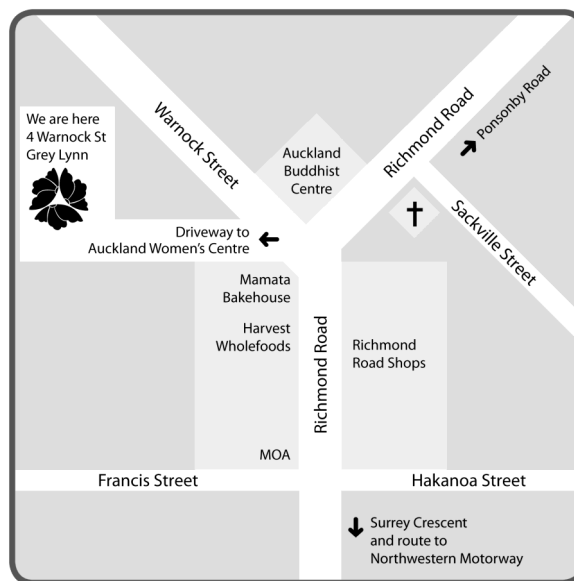 We are here
4 Warnock St
Grey Lynn
Warnock Street
Auckland
Buddhist
Centre
Richmond Road
Ponsonby Road
Sackville Street
Driveway to
Auckland Women's Centre
Mamata
Bakehouse
Harvest
Wholefoods
MOA
Richmond Road
Richmond
Road Shops
Francis Street
Hakanoa Street
Surrey Crescent
and route to
Northwestern Motorway